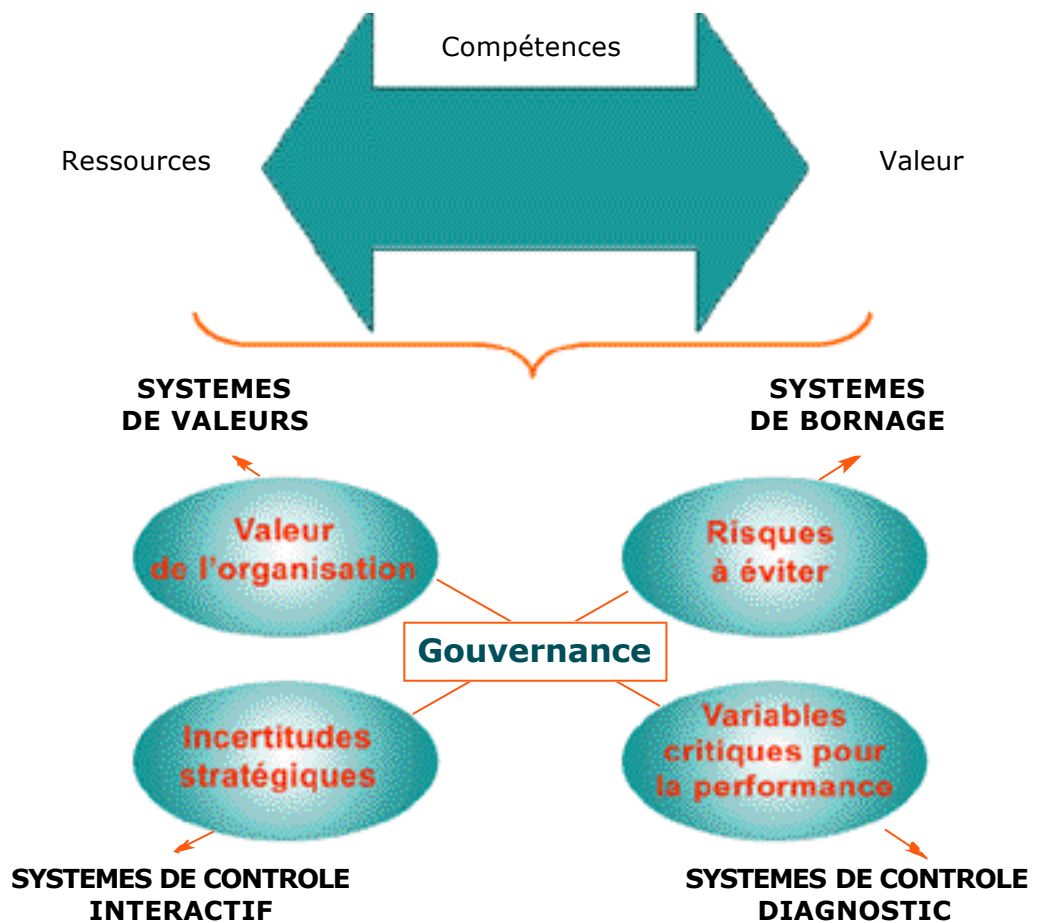 Compétences
Ressources
Valeur
SYSTEMES
DE VALEURS
SYSTEMES
DE BORNAGE
Valeur
de l'organisation
Risques
à éviter
Gouvernance
Incertitudes
stratégiques
Variables
critiques pour
la performance
SYSTEMES DE CONTROLE
INTERACTIF
SYSTEMES DE CONTROLE
DIAGNOSTIC